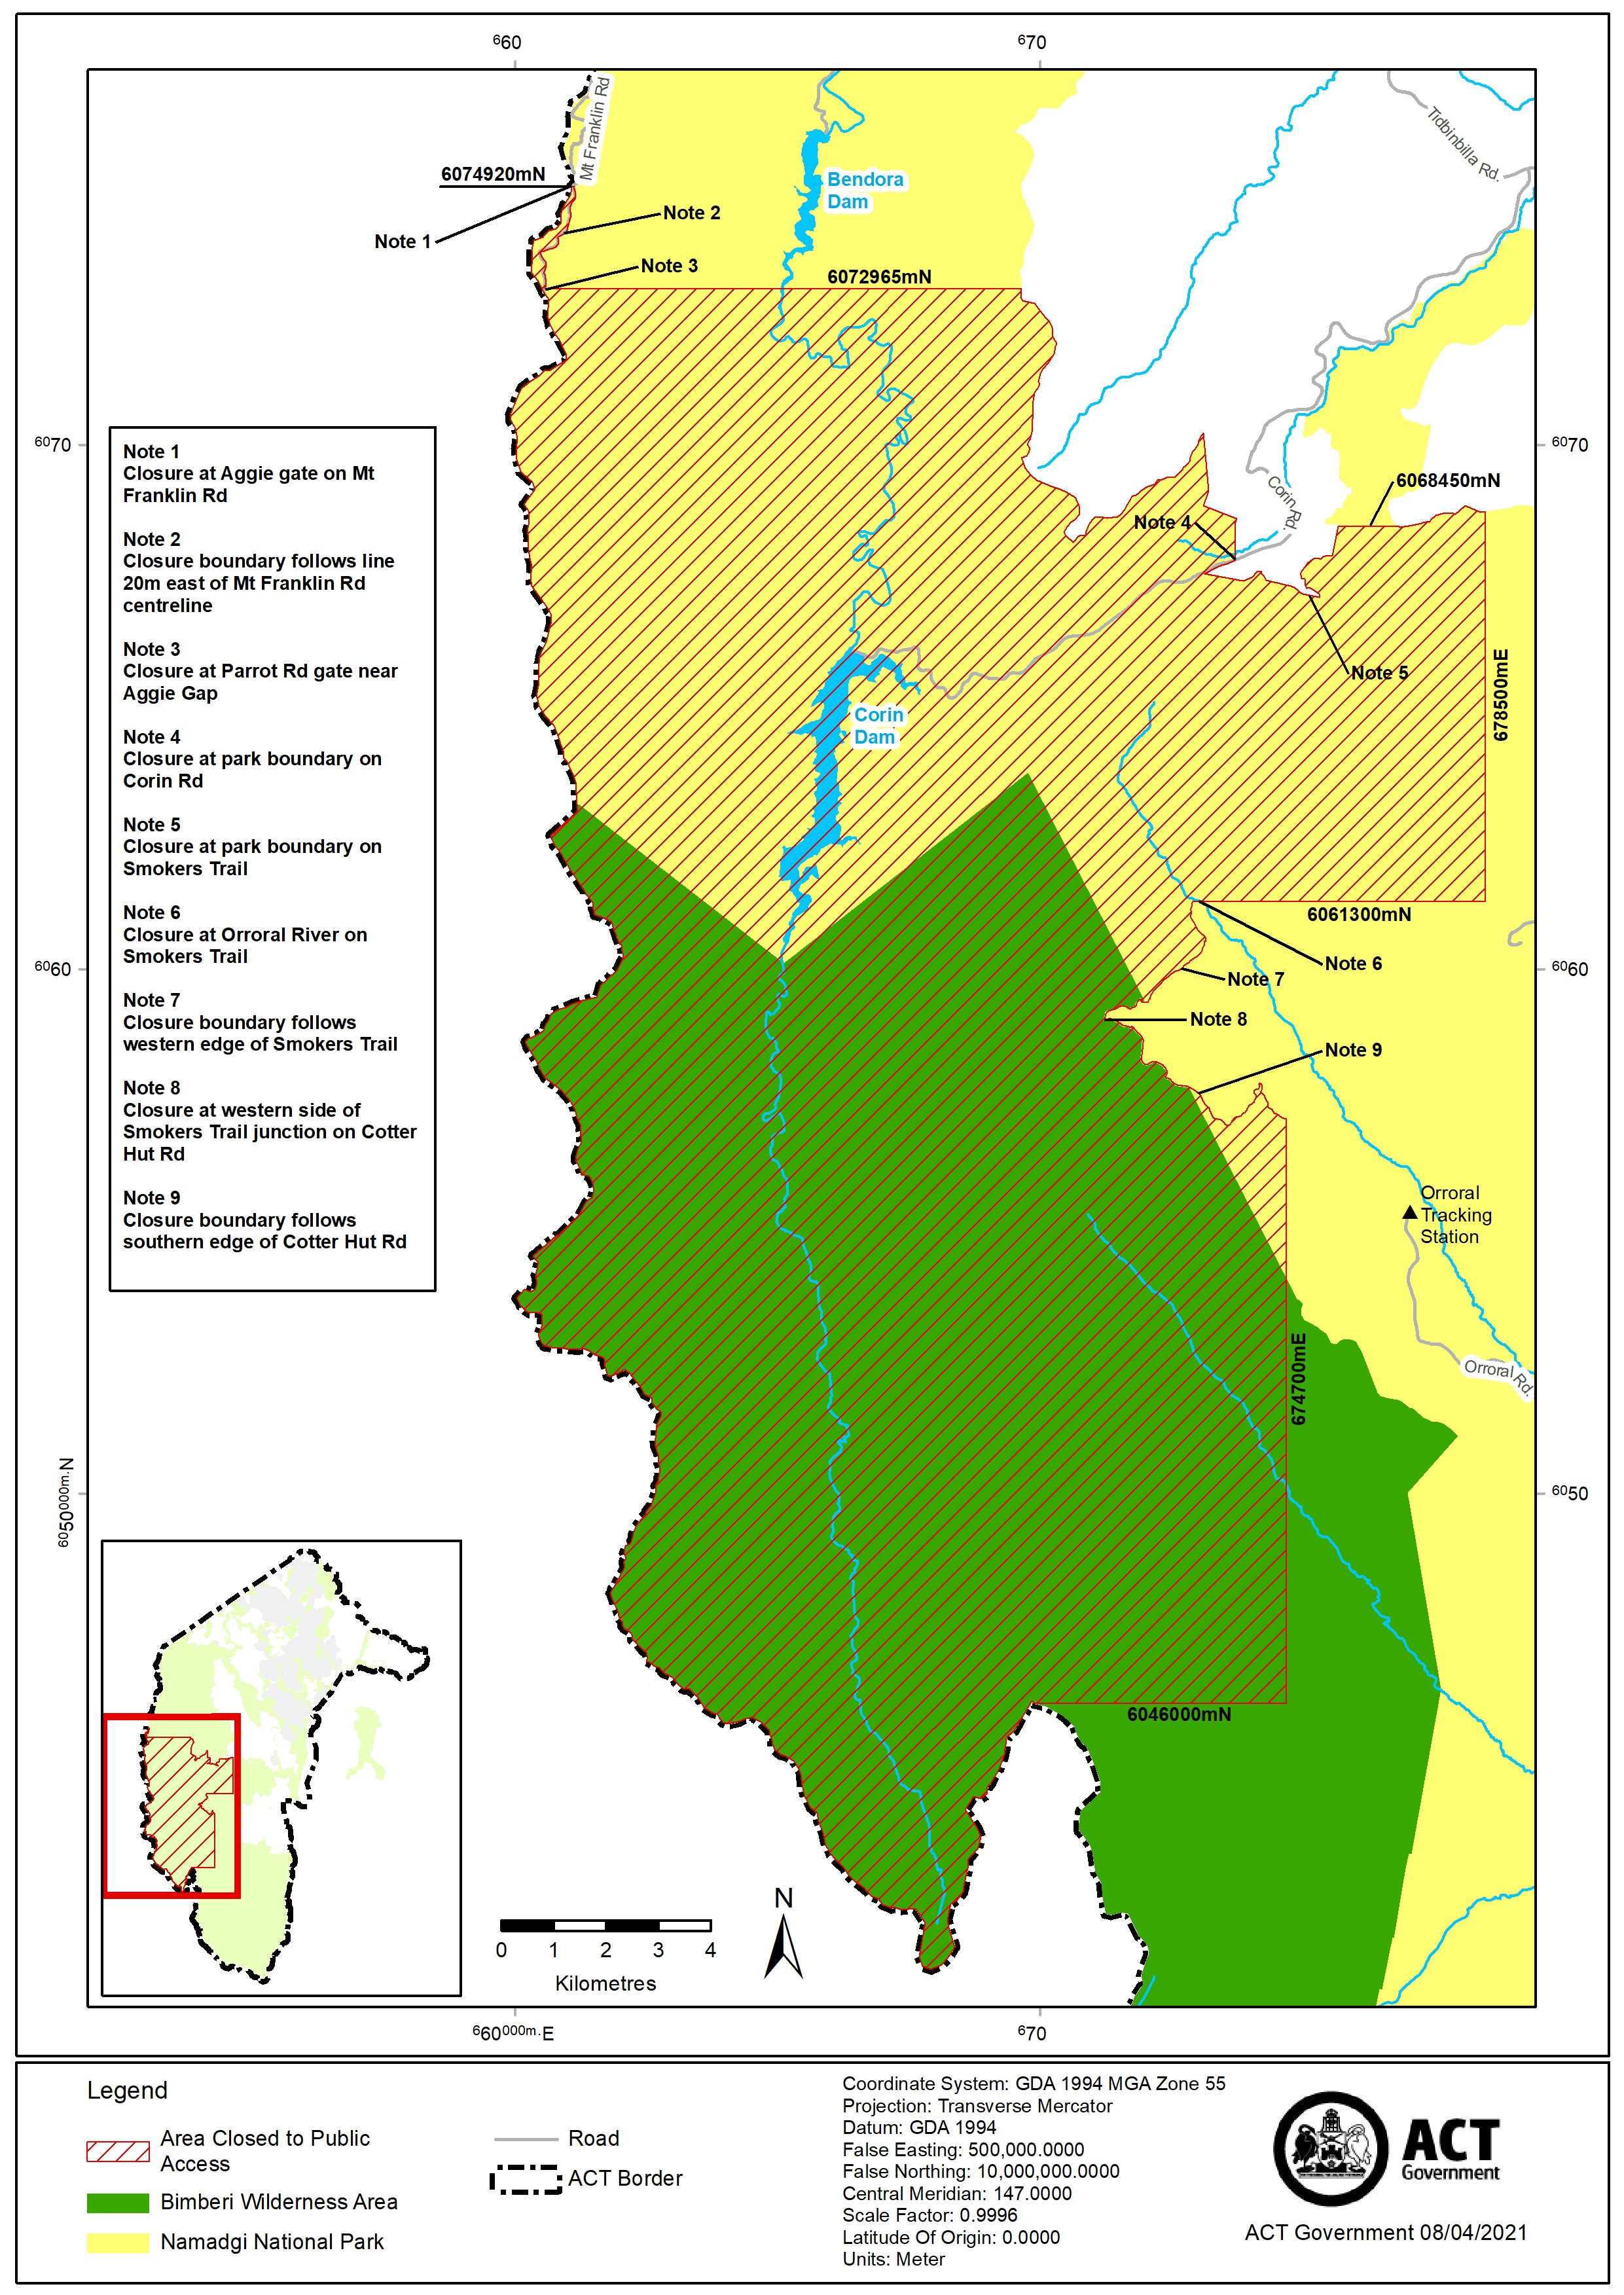 660
670
Mt Franklin Rd
Tidbinbilla Rd.
6074920mN
Bendora
Dam
Note 1
Note 2
Note 3
6072965mN
6070
6070
Note 1
Closure at Aggie gate on Mt
Franklin Rd
Note 2
Closure boundary follows line
20m east of Mt Franklin Rd
centreline
Note 3
Closure at Parrot Rd gate near
Aggie Gap
Note 4
Closure at park boundary on
Corin Rd
Note 5
Closure at park boundary on
Smokers Trail
Note 6
Closure at Orroral River on
Smokers Trail
Note 7
Closure boundary follows
western edge of Smokers Trail
Note 8
Closure at western side of
Smokers Trail junction on Cotter
Hut Rd
Note 9
Closure boundary follows
southern edge of Cotter Hut Rd
6068450mN
Corin Rd.
Note 4
Note 5
678500mE
Corin
Dam
6061300mN
6060
6060
Note 6
Note 7
Note 8
Note 9
Orroral
Tracking
Station
674700mE
Orroral Rd.
6050000m.N
6050
6046000mN
N
0 1 2 3 4
Kilometres
660000m.E
670
Legend
Area Closed to Public
Access
Bimberi Wilderness Area
Namadgi National Park
Road
ACT Border
Coordinate System: GDA 1994 MGA Zone 55
Projection: Transverse Mercator
Datum: GDA 1994
False Easting: 500,000.0000
False Northing: 10,000,000.0000
Central Meridian: 147.0000
Scale Factor: 0.9996
Latitude Of Origin: 0.0000
Units: Meter
ACT
Government
ACT Government 08/04/2021